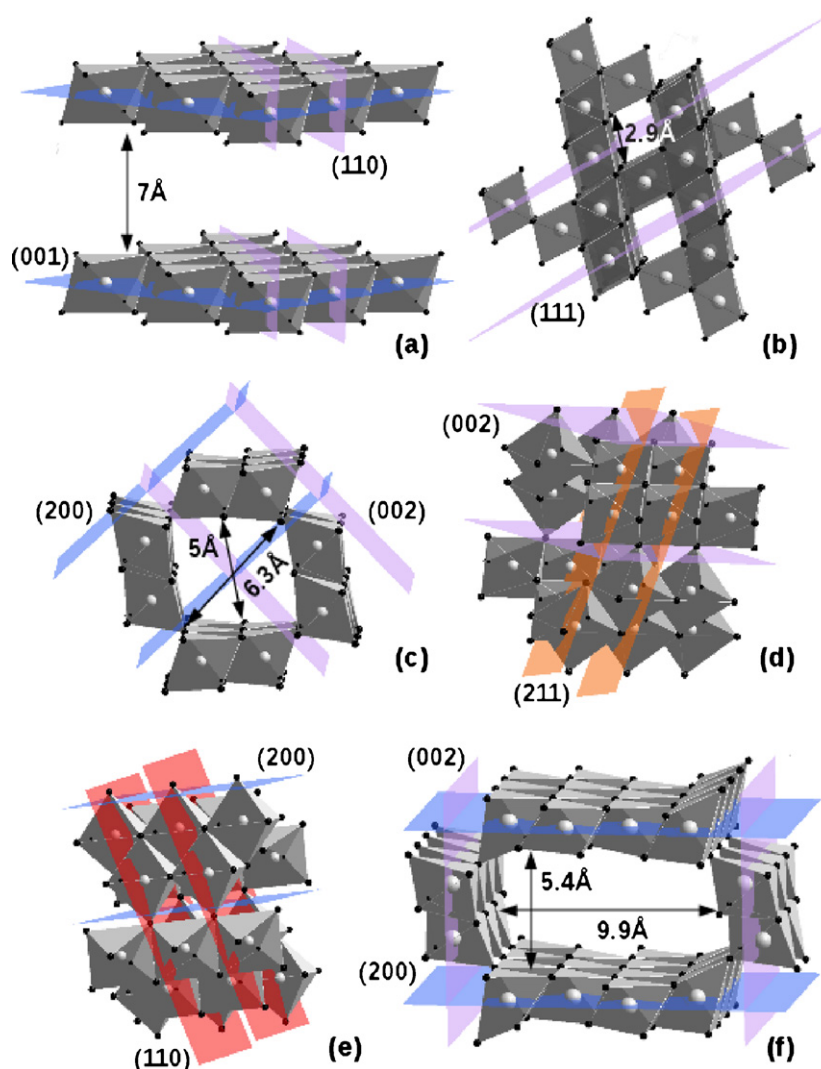 (110)
7Å
(001)
(a)
2.9Å
(111)
(b)
(200)
(002)
5Å
6.3Å
(c)
(002)
(211)
(d)
(200)
(110)
(e)
(002)
5.4Å
9.9Å
(200)
(f)